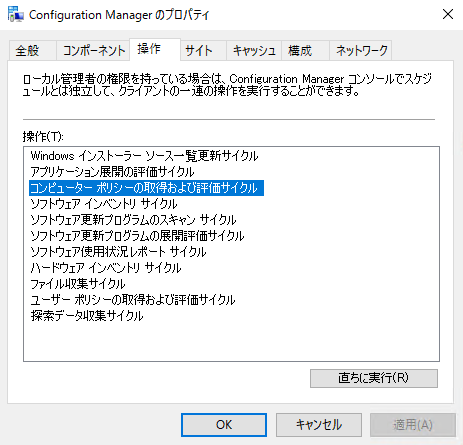 Configuration Manager のプロパティ
全般 コンポーネント 操作 サイト キャッシュ 構成 ネットワーク
ローカル管理者の権限を持っている場合は、Configuration Manager コンソールでスケジ
ュールとは独立して、クライアントの一連の操作を実行することができます。
操作(T):
Windows インストーラー ソース一覧更新サイクル
アプリケーション展開の評価サイクル
コンピューター ポリシーの取得および評価サイクル
ソフトウェア インベントリ サイクル
ソフトウェア更新プログラムのスキャン サイクル
ソフトウェア更新プログラムの展開評価サイクル
ソフトウェア使用状況レポート サイクル
ハードウェア インベントリ サイクル
ファイル収集サイクル
ユーザー ポリシーの取得および評価サイクル
探索データ収集サイクル
直ちに実行(R)
OK キャンセル 適用(A)